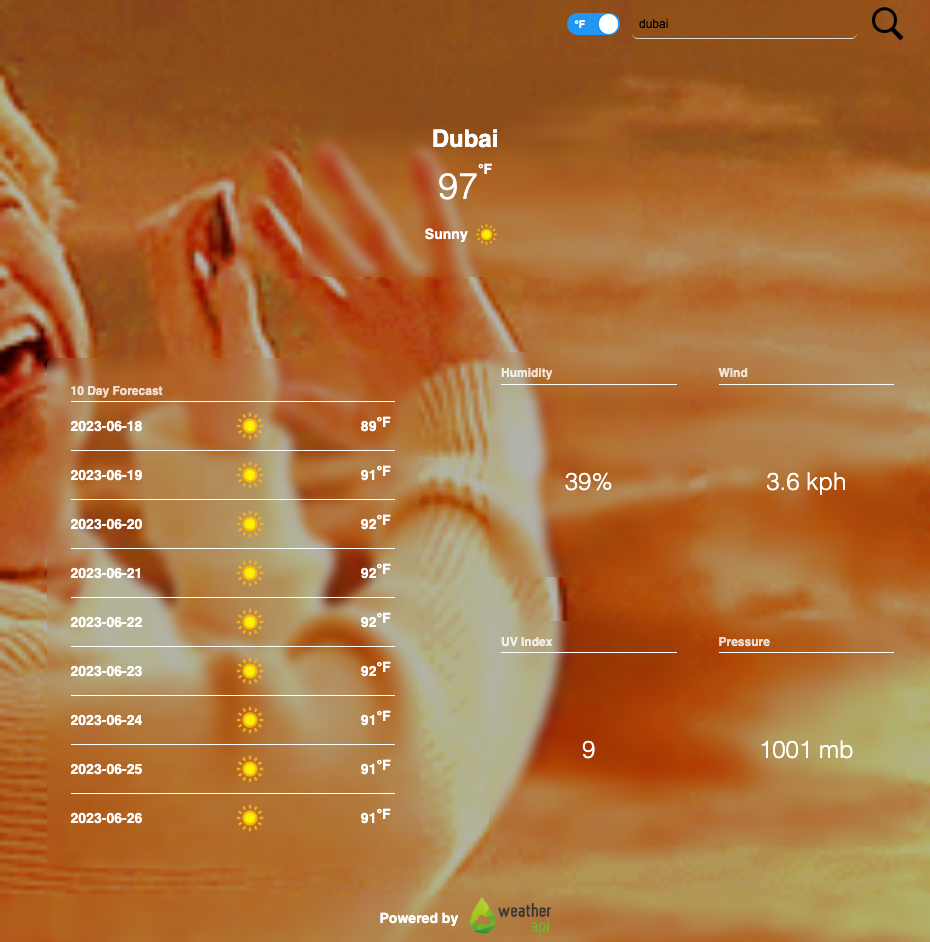 °F
dubai
Dubai
97°F
Sunny
10 Day Forecast
2023-06-18 89°F
2023-06-19 91°F
2023-06-20 92°F
2023-06-21 92°F
2023-06-22 92°F
2023-06-23 92°F
2023-06-24 91°F
2023-06-25 91°F
2023-06-26 91°F
Humidity
39%
Wind
3.6 kph
UV Index
9
Pressure
1001 mb
Powered by
weather
api